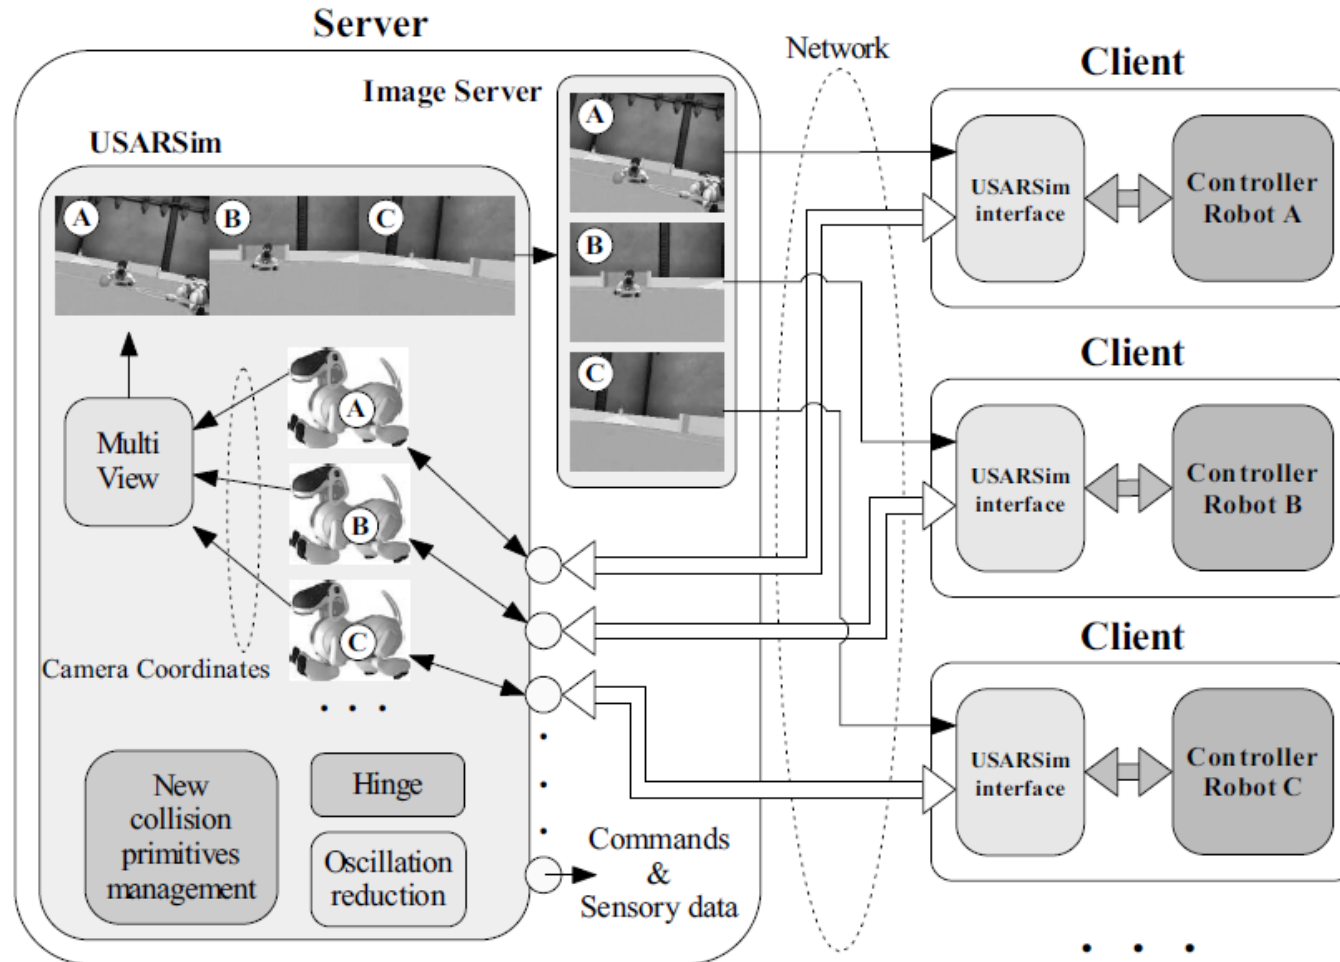 Server
Network
Client
Image Server
A
USARSim
USARSim
interface
Controller
Robot A
A
B
C
B
C
Client
A
Multi
View
USARSim
interface
Controller
Robot B
B
C
Camera Coordinates
. . .
Client
USARSim
interface
Controller
Robot C
New
collision
primitives
management
Hinge
Oscillation
reduction
Commands
&
Sensory data
. . .